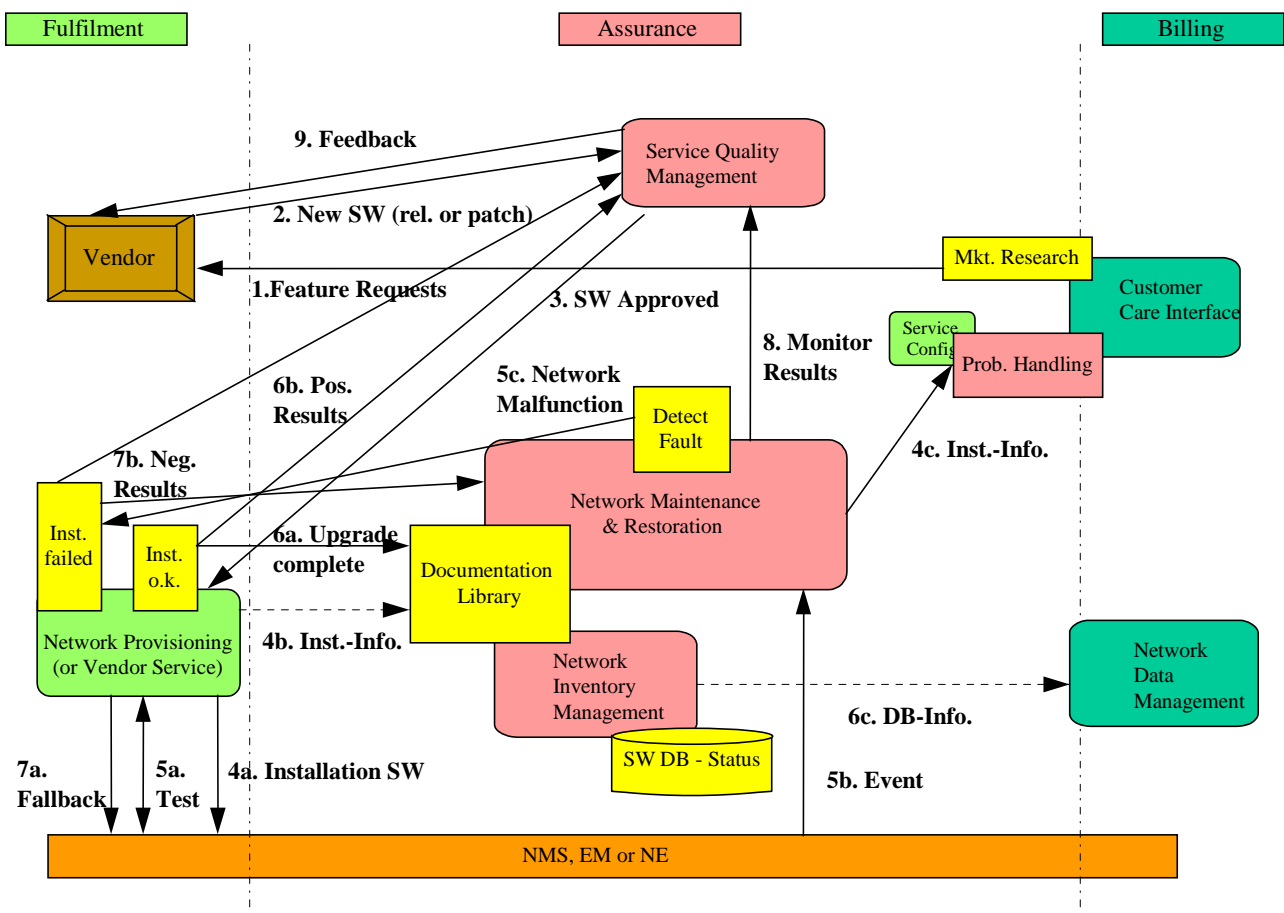 Fulfilment
Assurance
Billing
9. Feedback
Service Quality
Management
2. New SW (rel. or patch)
Vendor
Mkt. Research
1.Feature Requests
3. SW Approved
Customer
Care Interface
Service
Config
8. Monitor
Results
Prob. Handling
6b. Pos.
Results
5c. Network
Malfunction
Detect
Fault
4c. Inst.-Info.
7b. Neg.
Results
Network Maintenance
& Restoration
Inst.
failed
Inst.
o.k.
6a. Upgrade
complete
Documentation
Library
4b. Inst.-Info.
Network Provisioning
(or Vendor Service)
Network
Inventory
Management
Network
Data
Management
6c. DB-Info.
SW DB - Status
7a.
Fallback
5a.
Test
4a. Installation SW
5b. Event
NMS, EM or NE